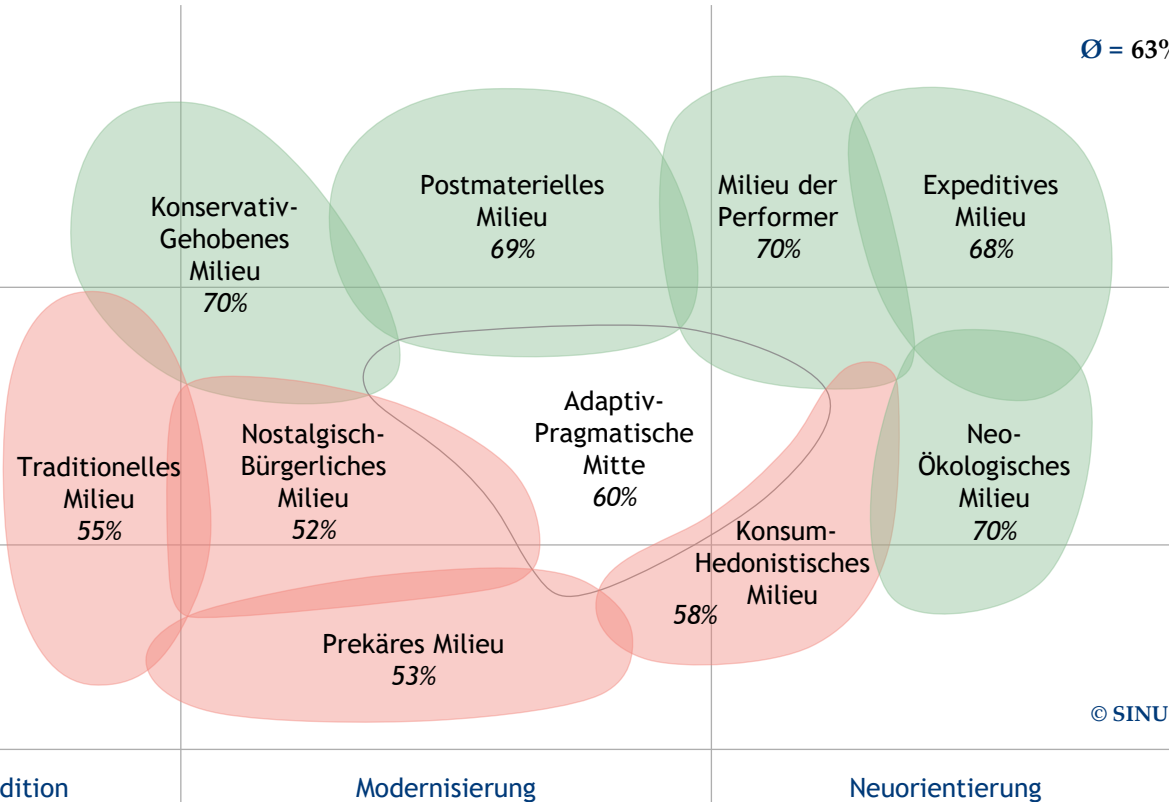 Ø = 63%
Konservativ-
Gehobenes
Milieu
70%
Postmaterielles
Milieu
69%
Milieu der
Performer
70%
Expeditives
Milieu
68%
Traditionelles
Milieu
55%
Nostalgisch-
Bürgerliches
Milieu
52%
Adaptiv-
Pragmatische
Mitte
60%
Konsum-
Hedonistisches
Milieu
58%
Neo-
Ökologisches
Milieu
70%
Prekäres Milieu
53%
© SINU
dition
Modernisierung
Neuorientierung